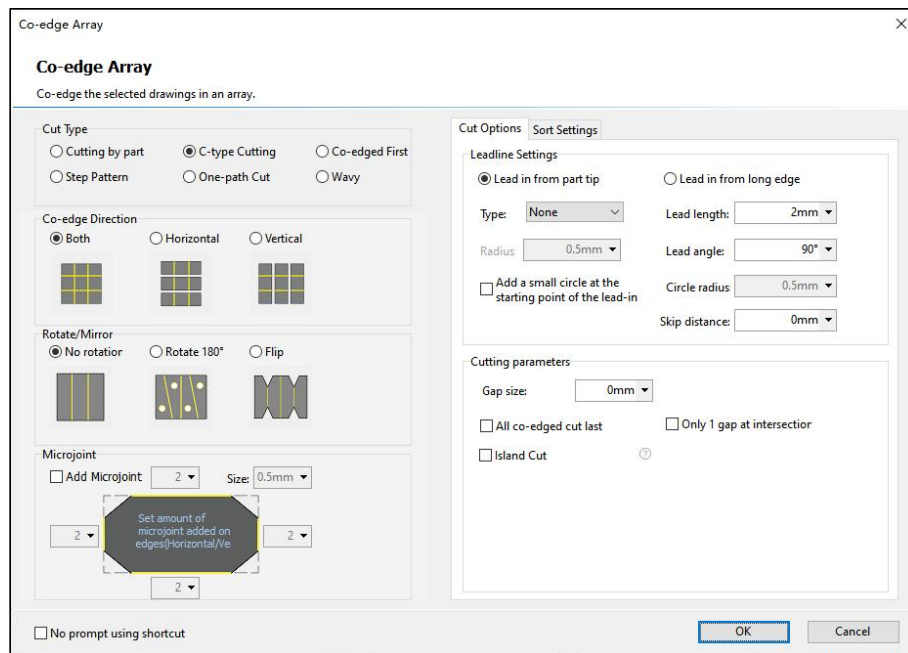 Co-edge Array
Co-edge Array
Co-edge the selected drawings in an array.
Cut Type
Cutting by part
C-type Cutting
Co-edged First
Step Pattern
One-path Cut
Wavy
Co-edge Direction
Both
Horizontal
Vertical
Rotate/Mirror
No rotatior
Rotate 180°
Flip
Microjoint
Add Microjoint
2
Size: 0.5mm
Set amount of
microjoint added on
edges(Horizontal/Ve
2
2
2
No prompt using shortcut
Cut Options
Sort Settings
Leadline Settings
Lead in from part tip
Lead in from long edge
Type: None
Lead length: 2mm
Radius 0.5mm
Lead angle: 90°
Add a small circle at the
starting point of the lead-in
Circle radius 0.5mm
Skip distance: 0mm
Cutting parameters
Gap size: 0mm
All co-edged cut last
Only 1 gap at intersectior
Island Cut
?
OK
Cancel